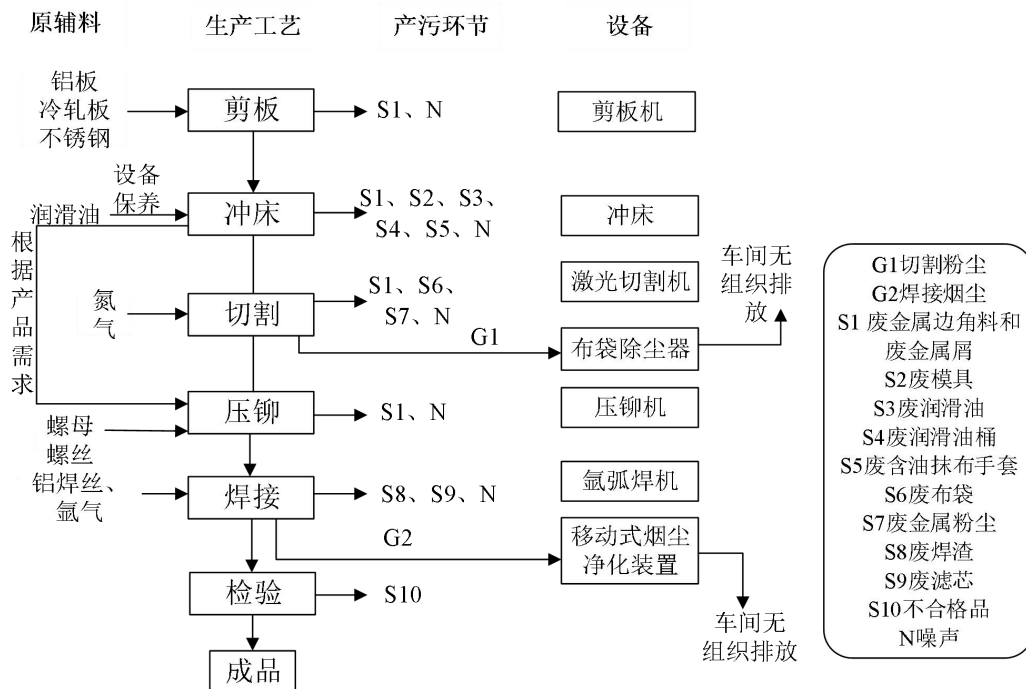 原辅料
生产工艺
产污环节
设备
铝板
冷轧板
不锈钢
剪板
S1、N
剪板机
设备
保养
润滑油
冲床
S1、S2、S3、
S4、S5、N
冲床
根据产品需求
氮
气
切割
S1、S6、
S7、N
激光切割机
G1
布袋除尘器
车间无
组织排
放
压铆
S1、N
压铆机
螺母
螺丝
铝焊丝、
氩气
焊接
S8、S9、N
氩弧焊机
G2
移动式烟尘
净化装置
检验
S10
车间无
组织排放
成品
G1切割粉尘
G2焊接烟尘
S1 废金属边角料和
废金属屑
S2废模具
S3废润滑油
S4废润滑油桶
S5废含油抹布手套
S6废布袋
S7废金属粉尘
S8废焊渣
S9废滤芯
S10不合格品
N噪声